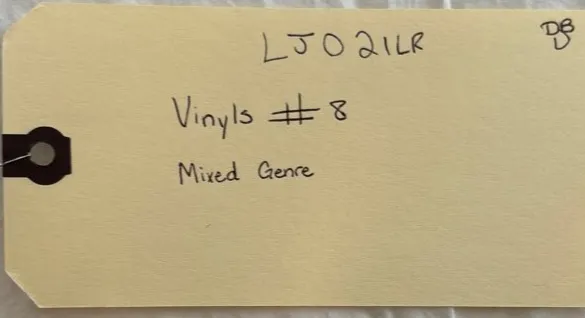 LJ021LR
DB
Vinyls # 8
Mixed Genre